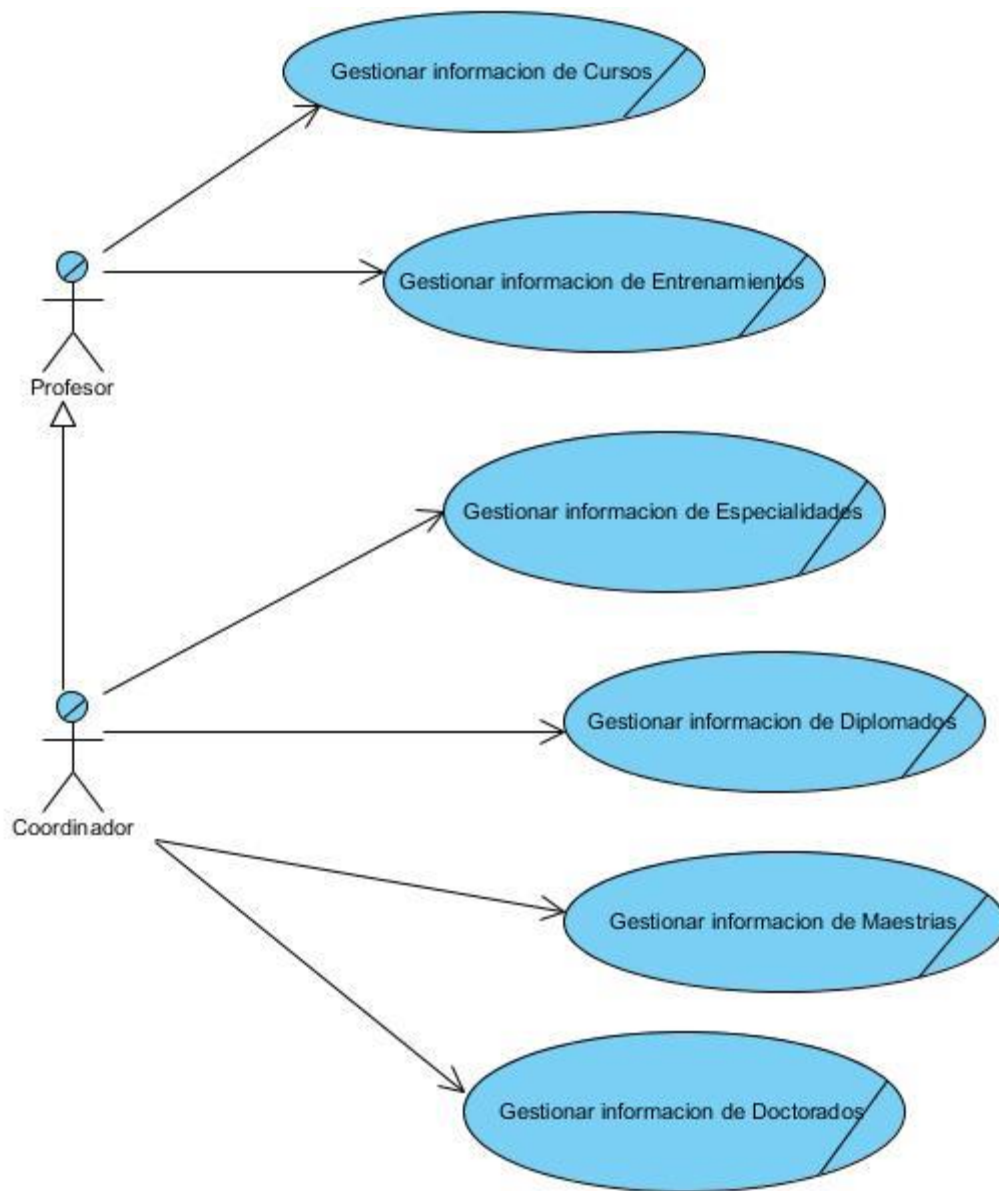 Gestionar informacion de Cursos
Gestionar informacion de Entrenamientos
Profesor
Gestionar informacion de Especialidades
Gestionar informacion de Diplomados
Coordinador
Gestionar informacion de Maestrias
Gestionar informacion de Doctorados